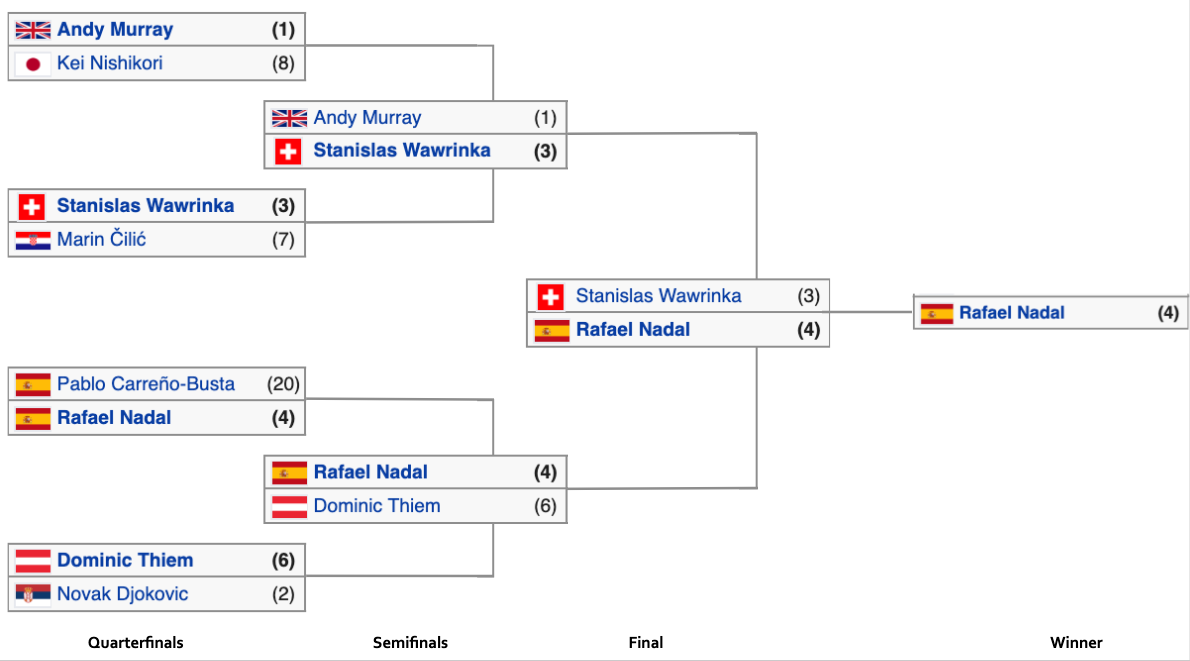 Andy Murray (1)
Kei Nishikori (8)
Andy Murray (1)
Stanislas Wawrinka (3)
Stanislas Wawrinka (3)
Marin Čilić (7)
Stanislas Wawrinka (3)
Rafael Nadal (4)
Rafael Nadal (4)
Pablo Carreño-Busta (20)
Rafael Nadal (4)
Rafael Nadal (4)
Dominic Thiem (6)
Dominic Thiem (6)
Novak Djokovic (2)
Quarterfinals Semifinals Final Winner